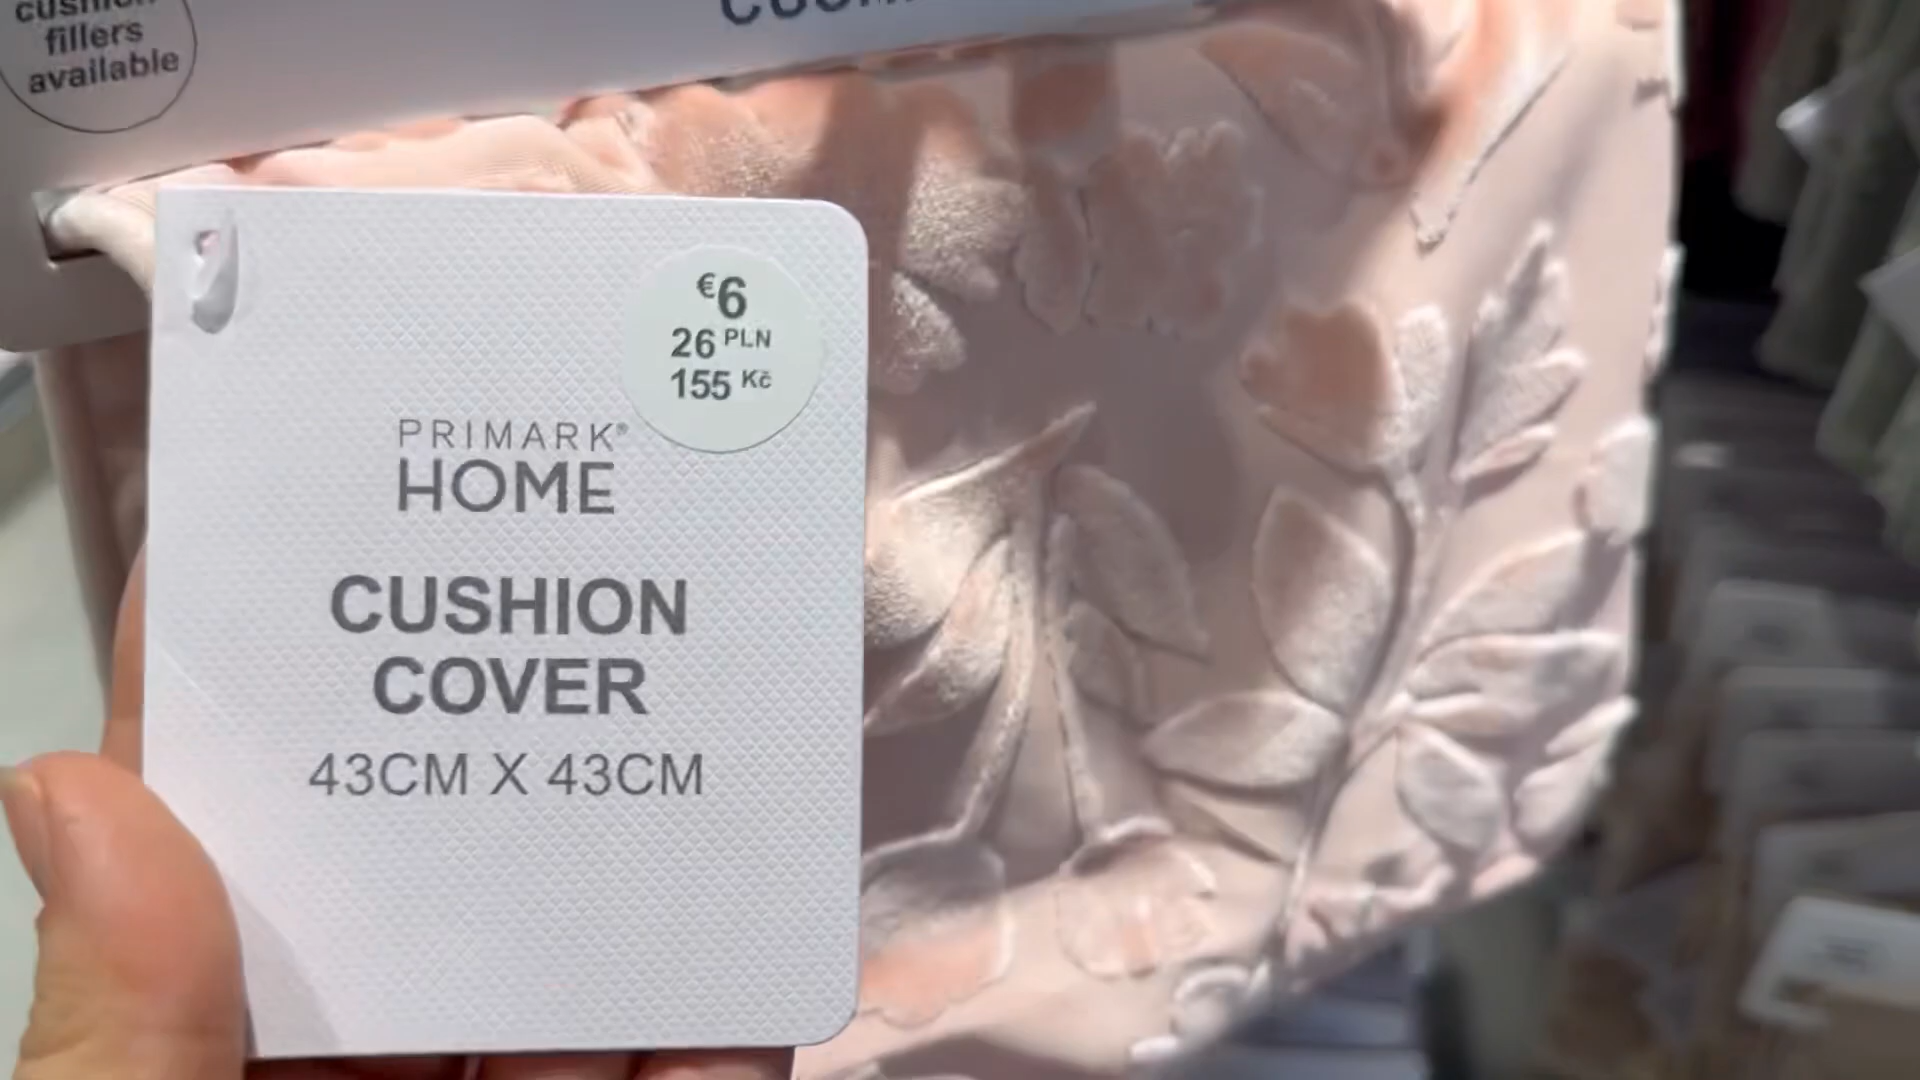 cushion
fillers
available
€6
26 PLN
155 Kč
PRIMARK®
HOME
CUSHION
COVER
43CM X 43CM